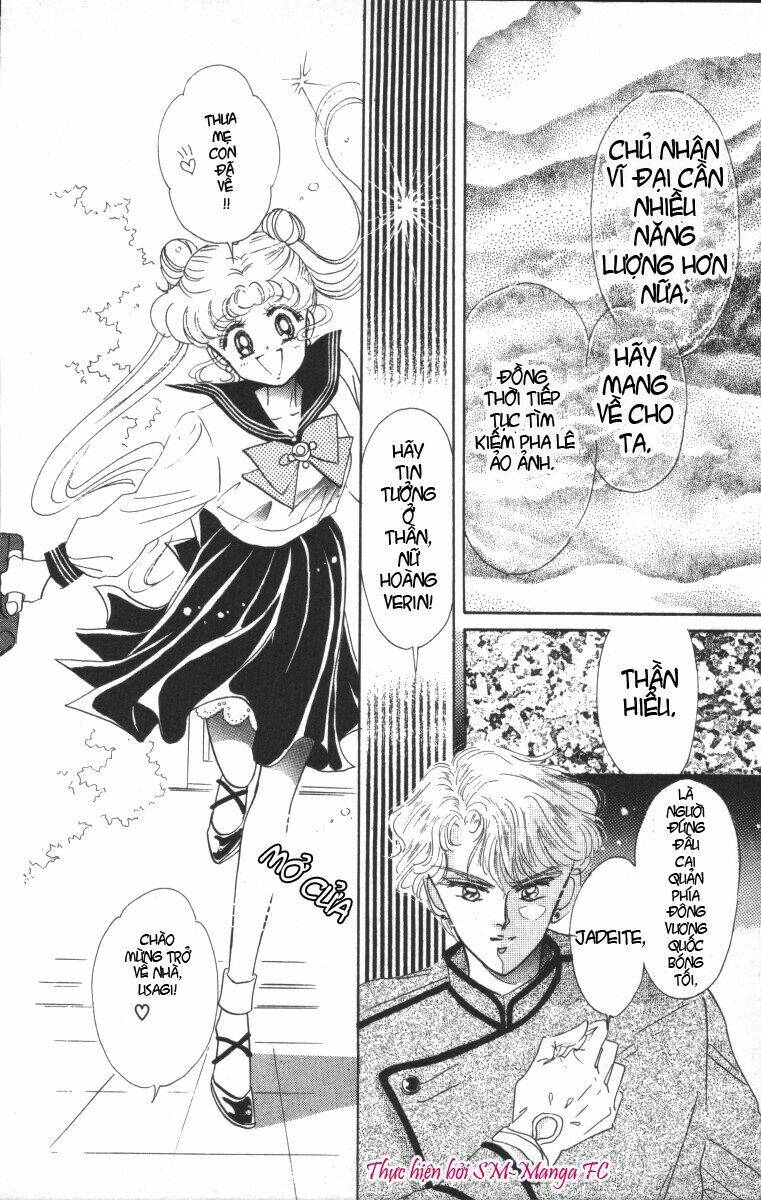 CHỦ NHÂN
VĨ ĐẠI CẦN
NHIỀU
NĂNG
LƯỢNG HƠN
NỮA,
HÃY
MANG
VỀ CHO
TA,
ĐỒNG
THỜI TIẾP
TỤC TÌM
KIẾM PHA LÊ
ẢO ẢNH.
THẦN
HIỂU,
LÀ
NGƯỜI
ĐỨNG
ĐẦU
CAI
QUẢN
PHÍA
ĐÔNG
VƯƠNG
QUỐC
BÓNG
TỐI,
JADEITE,
HÃY
TIN
TƯỞNG
Ở
THẦN,
NỮ
HOÀNG
VERIN!
THƯA
MẸ
CON
ĐÃ
VỀ
!!
MỞ CỬA
CHÀO
MỪNG TRỞ
VỀ NHÀ,
USAGI!
Thực hiện bởi SM- Manga FC